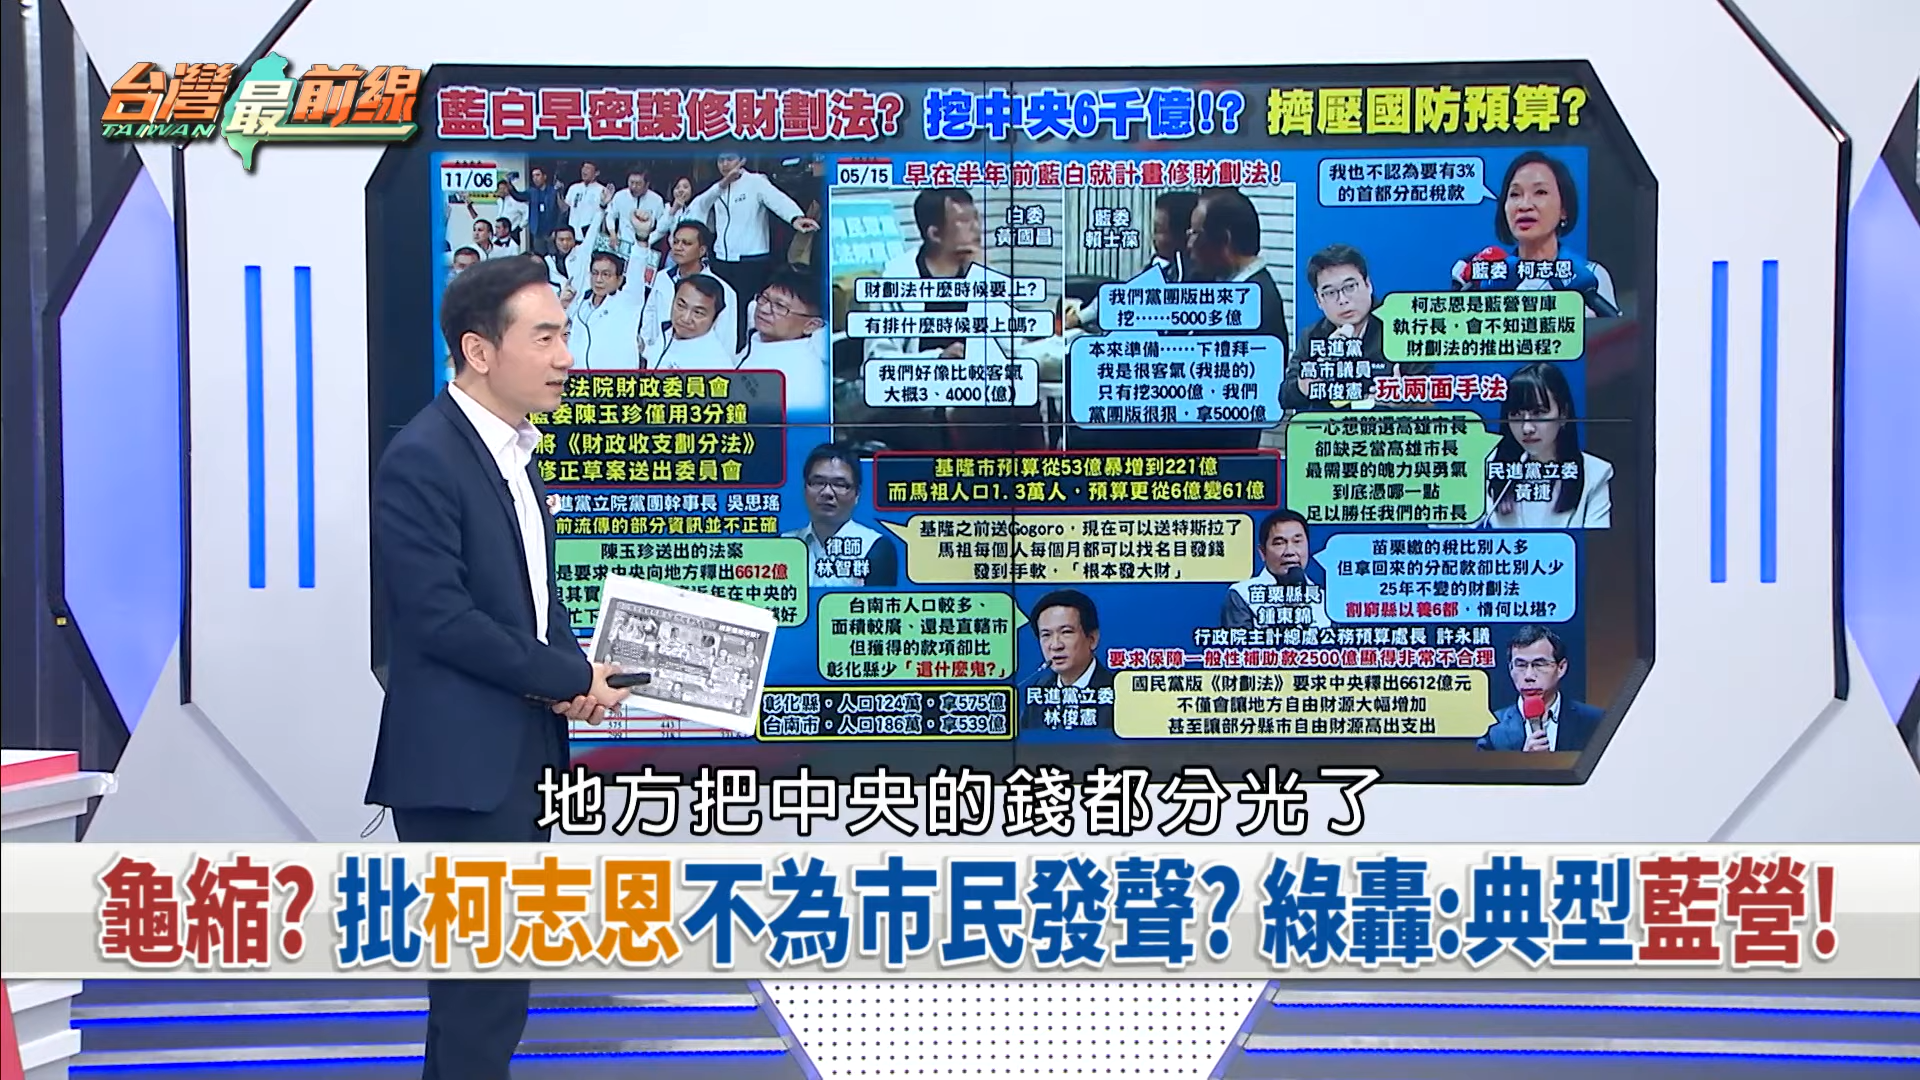 台灣最前線
TAIWAN
藍白早密謀修財劃法? 挖中央6千億!? 擠壓國防預算?
11/06
05/15
早在半年前藍白就計畫修財劃法!
白委
黃國昌
藍委
賴士葆
財劃法什麼時候要上?
有排什麼時候要上嗎?
我們好像比較客氣
大概3、4000(億)
我們黨團版出來了
挖……5000多億
本來準備……下禮拜一
我是很客氣(我提的)
只有挖3000億,我們
黨團版很狠,拿5000億
我也不認為要有3%
的首都分配稅款
藍委 柯志恩
柯志恩是藍營智庫
執行長,會不知道藍版
財劃法的推出過程?
民進黨
高市議員
邱俊憲
玩兩面手法
一心想競選高雄市長
卻缺乏當高雄市長
最需要的魄力與勇氣
到底憑哪一點
足以勝任我們的市長
民進黨立委
黃捷
法院財政委員會
藍委陳玉珍僅用3分鐘
將《財政收支劃分法》
修正草案送出委員會
進黨立院黨團幹事長 吳思瑤
前流傳的部分資訊並不正確
陳玉珍送出的法案
是要求中央向地方釋出6612億
近年在中央的
基隆市預算從53億暴增到221億
而馬祖人口1.3萬人,預算更從6億變61億
律師
林智群
基隆之前送Gogoro,現在可以送特斯拉了
馬祖每個人每個月都可以找名目發錢
發到手軟,「根本發大財」
苗栗縣長
鍾東錦
苗栗繳的稅比別人多
但拿回來的分配款卻比別人少
25年不變的財劃法
割窮縣以養6都,情何以堪?
台南市人口較多、
面積較廣、還是直轄市
但獲得的款項卻比
彰化縣少「這什麼鬼?」
民進黨立委
林俊憲
彰化縣,人口124萬,拿575億
台南市,人口186萬,拿539億
行政院主計總處公務預算處長 許永議
要求保障一般性補助款2500億顯得非常不合理
國民黨版《財劃法》要求中央釋出6612億元
不僅會讓地方自由財源大幅增加
甚至讓部分縣市自由財源高出支出
地方把中央的錢都分光了
龜縮?批柯志恩不為市民發聲?綠轟:典型藍營!